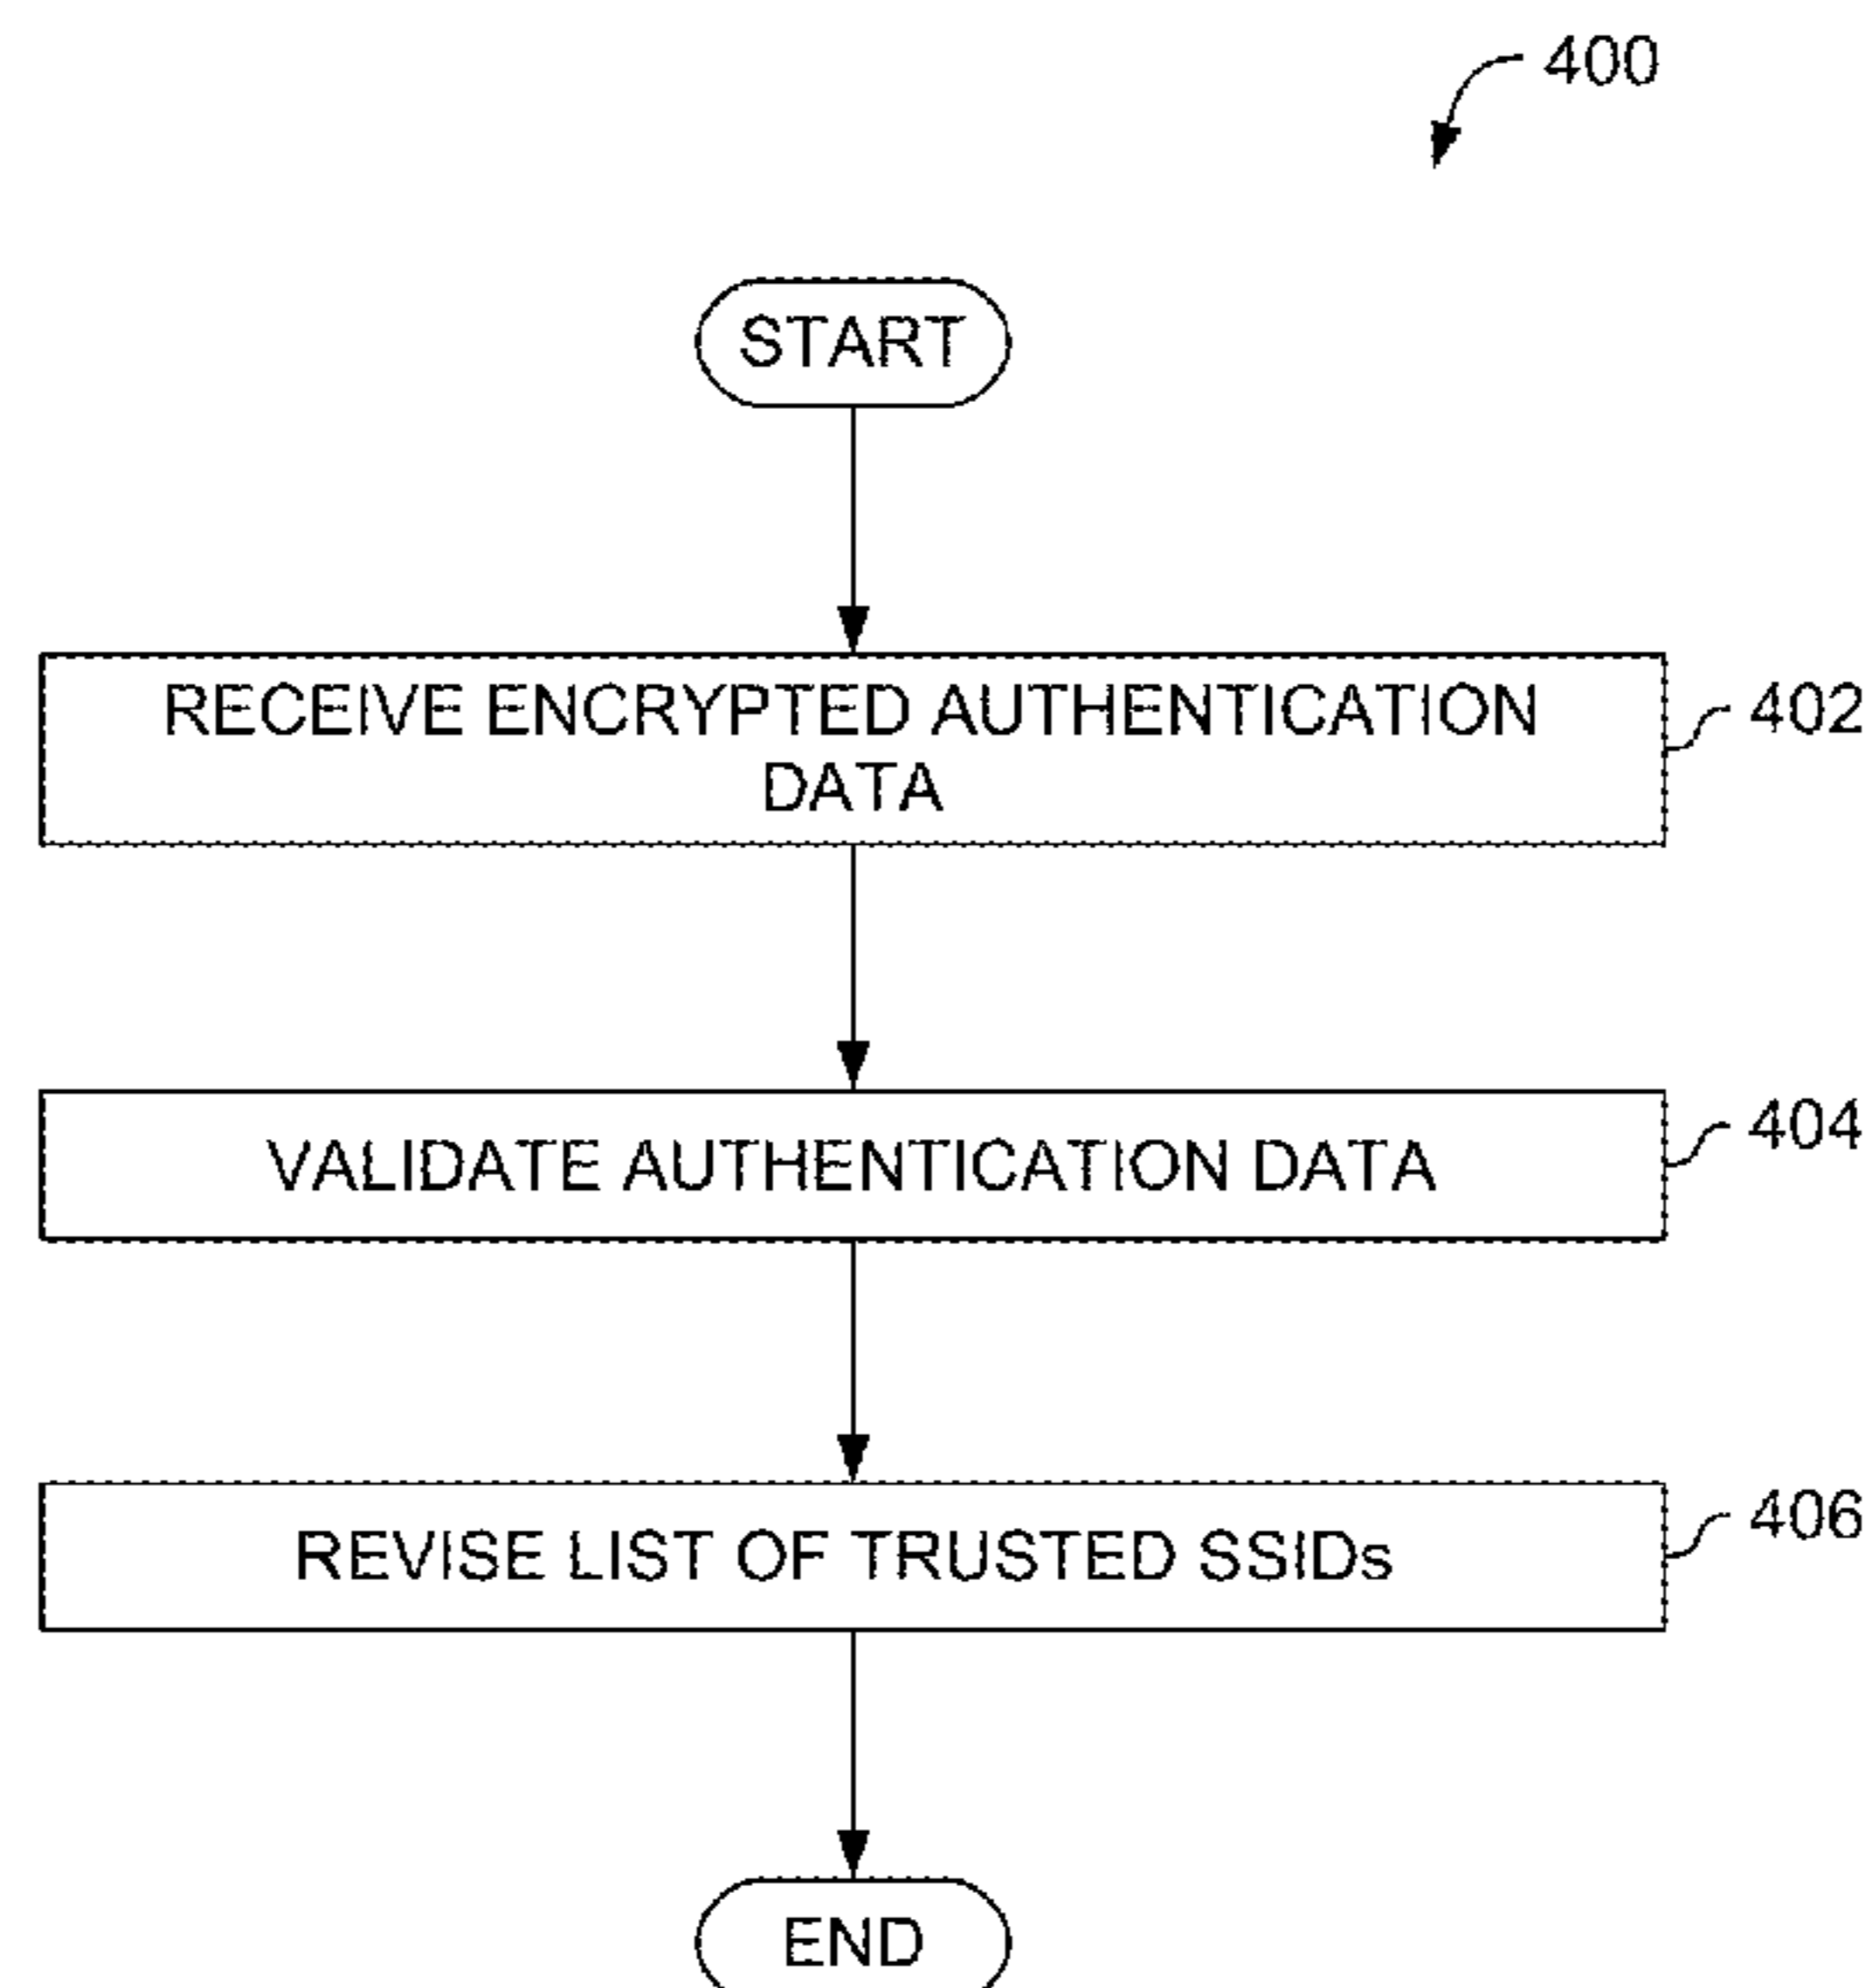 400
START
RECEIVE ENCRYPTED AUTHENTICATION
DATA
402
VALIDATE AUTHENTICATION DATA
404
REVISE LIST OF TRUSTED SSIDs
406
END